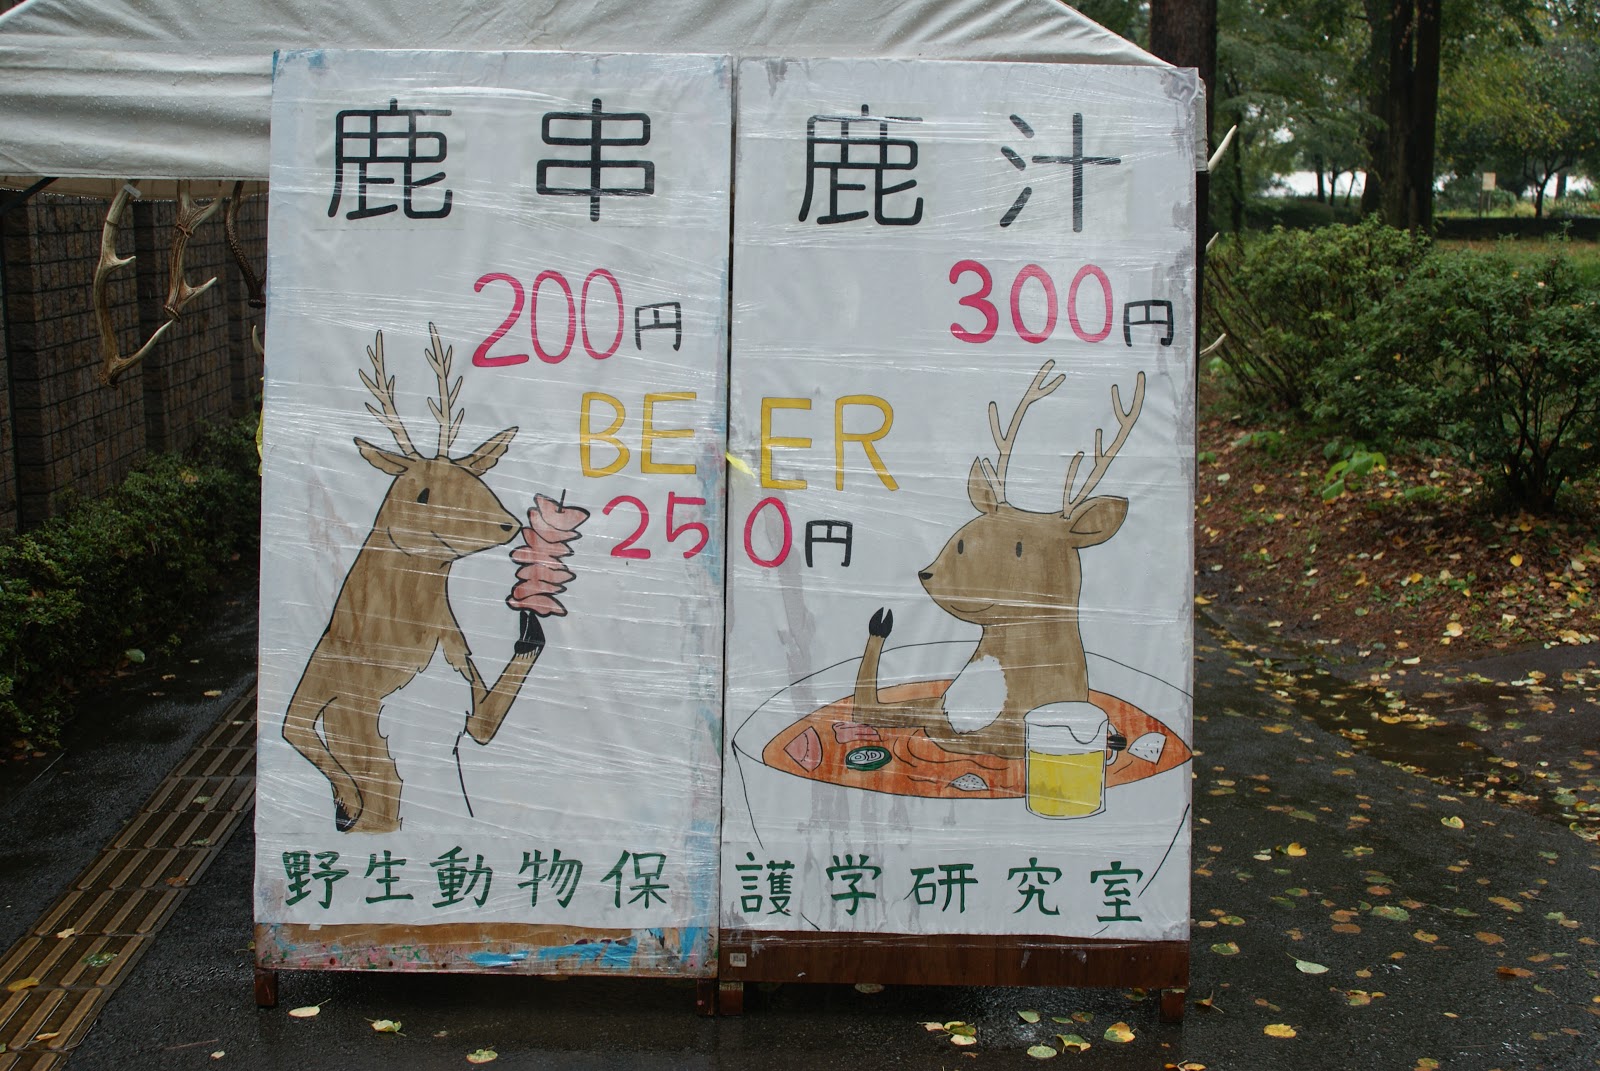 鹿串 鹿汁
200円 300円
BEER
250円
野生動物保護学研究室